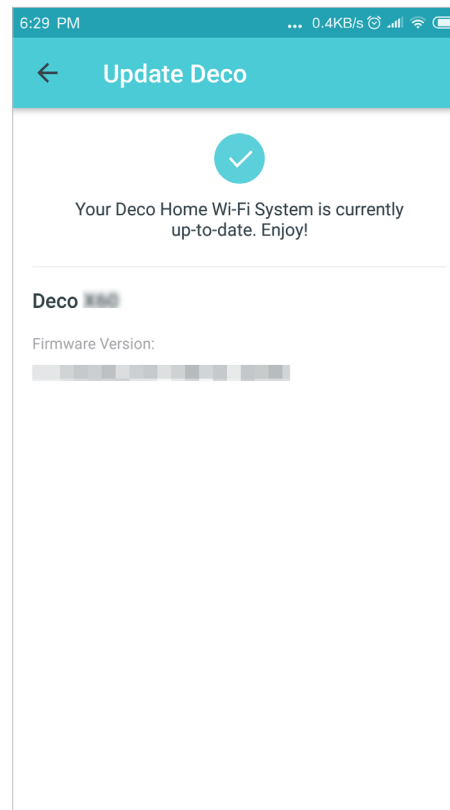 6:29 PM ... 0.4KB/s
Update Deco
Your Deco Home Wi-Fi System is currently
up-to-date. Enjoy!
Deco
Firmware Version: